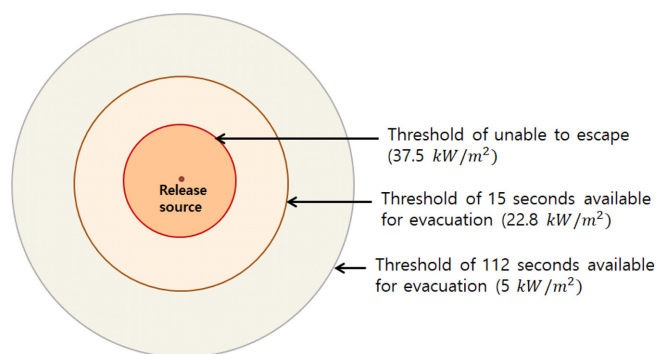 Threshold of unable to escape
(37.5 kW/m²)
Release
source
Threshold of 15 seconds available
for evacuation (22.8 kW/m²)
Threshold of 112 seconds available
for evacuation (5 kW/m²)